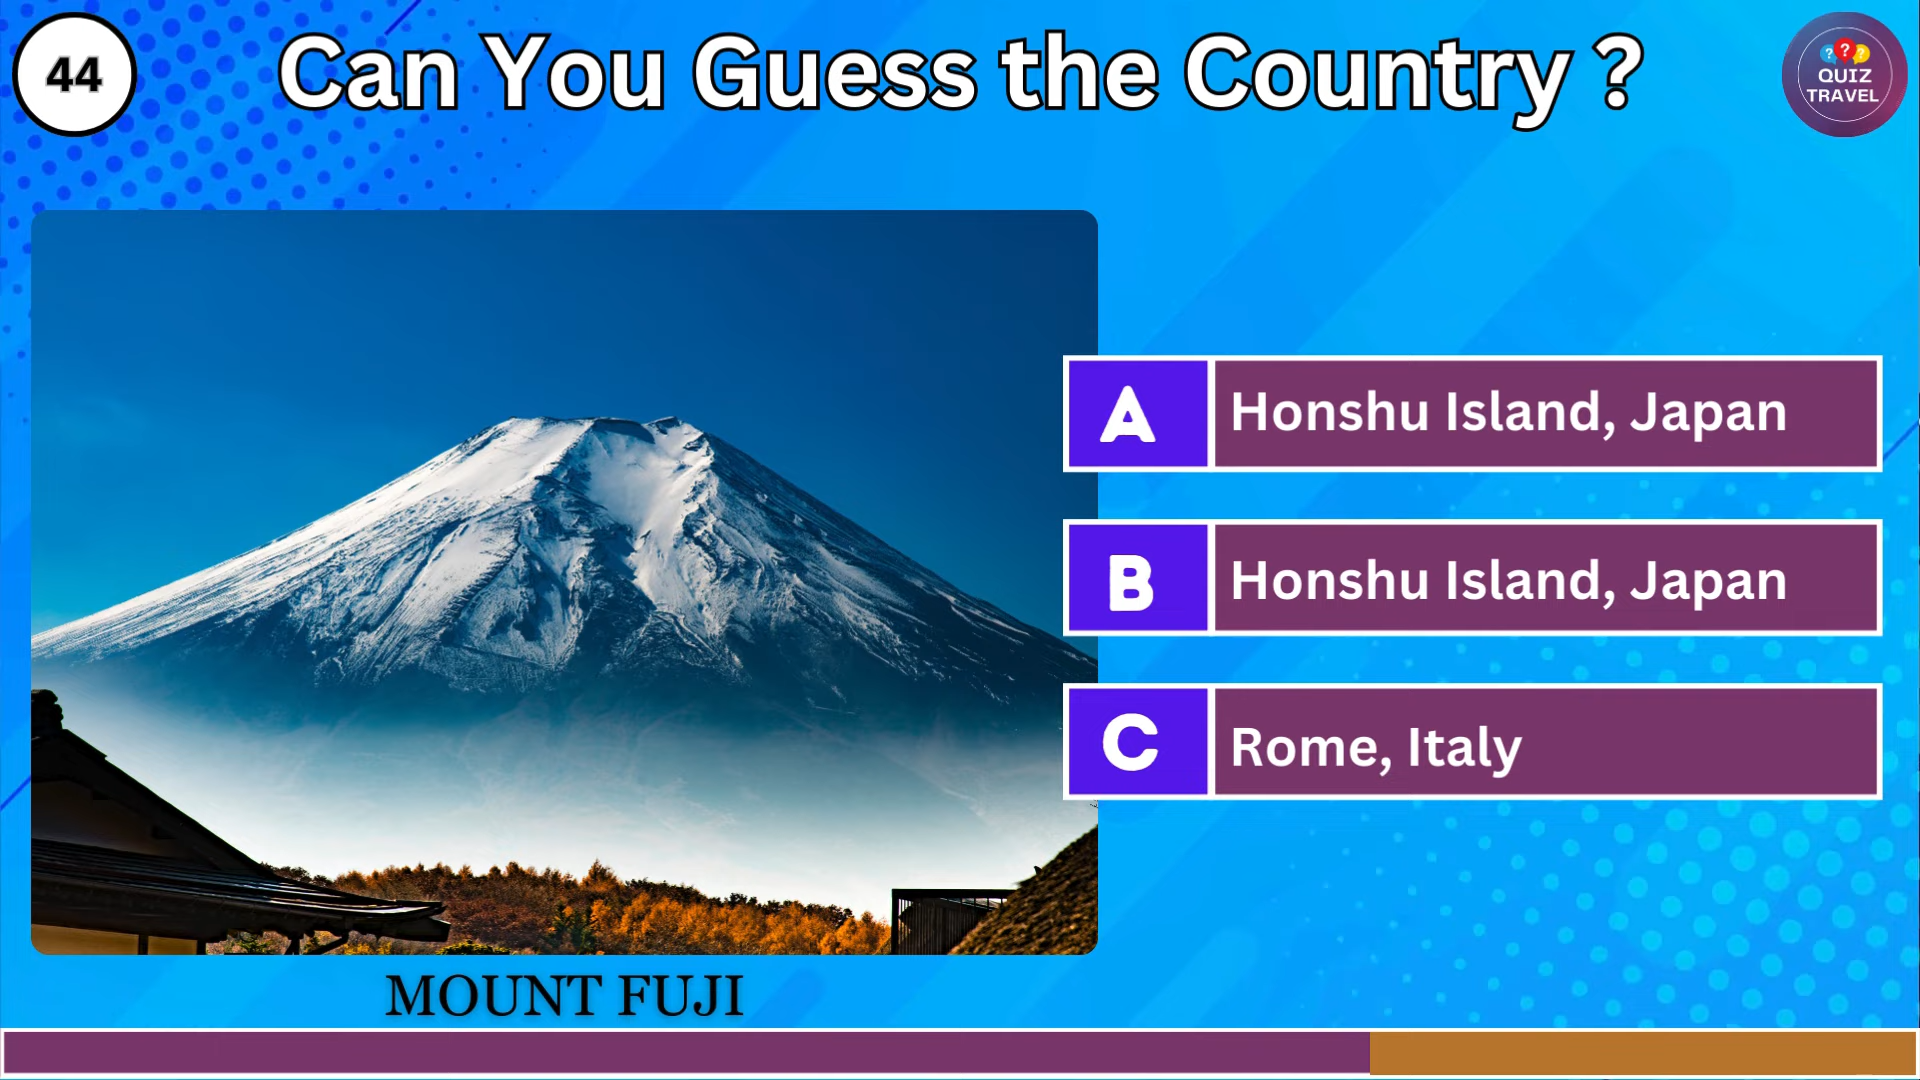 44
Can You Guess the Country ?
? ? ?
QUIZ
TRAVEL
A Honshu Island, Japan
B Honshu Island, Japan
C Rome, Italy
MOUNT FUJI